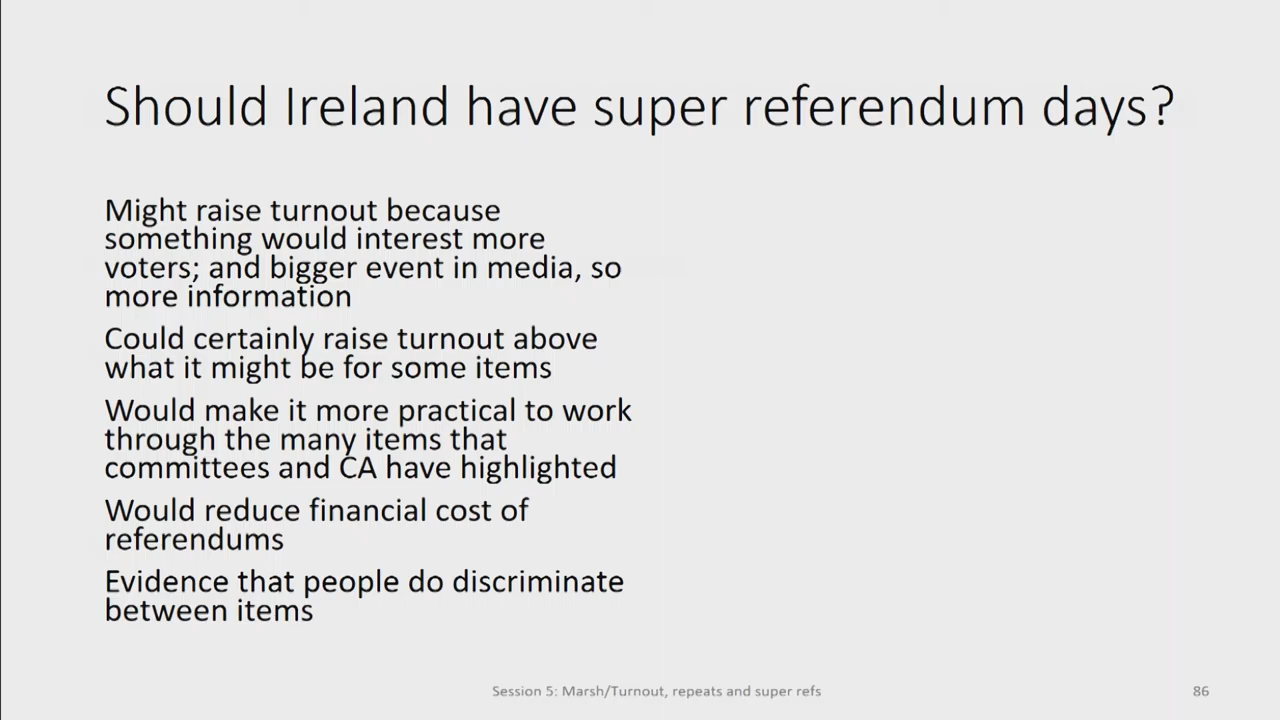 Should Ireland have super referendum days?
Might raise turnout because
something would interest more
voters; and bigger event in media, so
more information
Could certainly raise turnout above
what it might be for some items
Would make it more practical to work
through the many items that
committees and CA have highlighted
Would reduce financial cost of
referendums
Evidence that people do discriminate
between items
Session 5: Marsh/Turnout, repeats and super refs
86